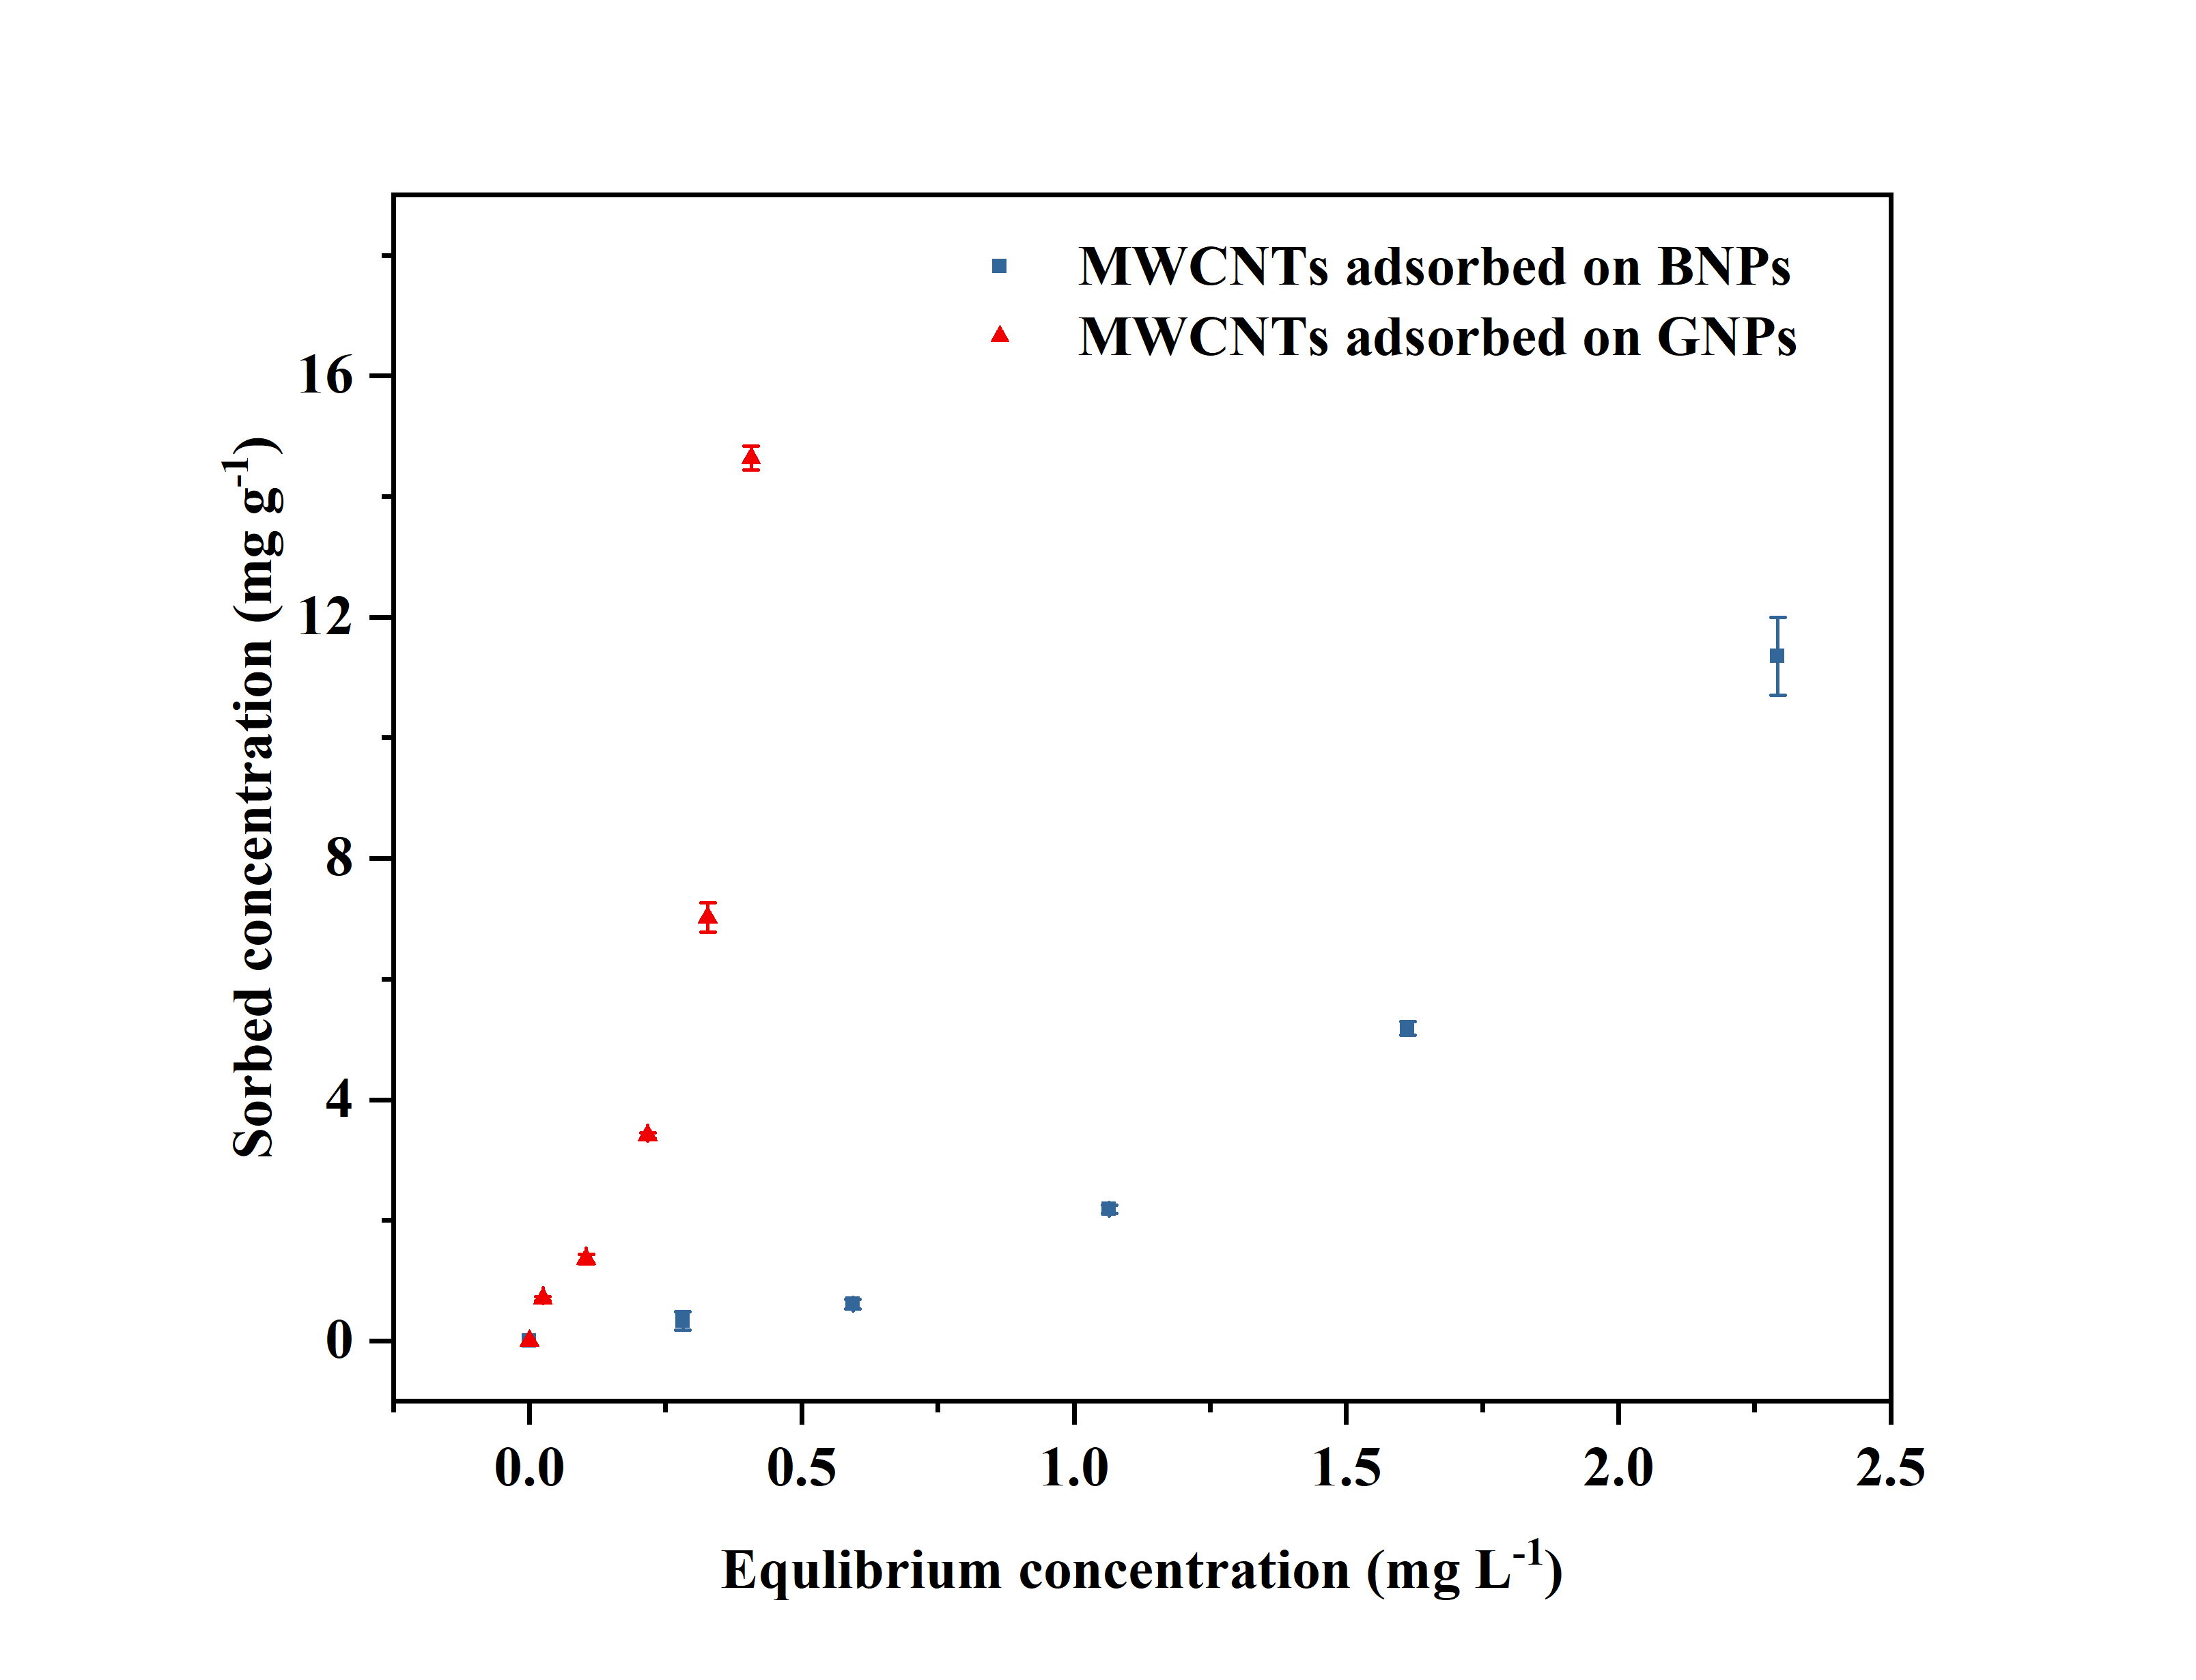 MWCNTs adsorbed on BNPs
MWCNTs adsorbed on GNPs
Sorbed concentration (mg g⁻¹)
16
12
8
4
0
0.0 0.5 1.0 1.5 2.0 2.5
Equlibrium concentration (mg L⁻¹)